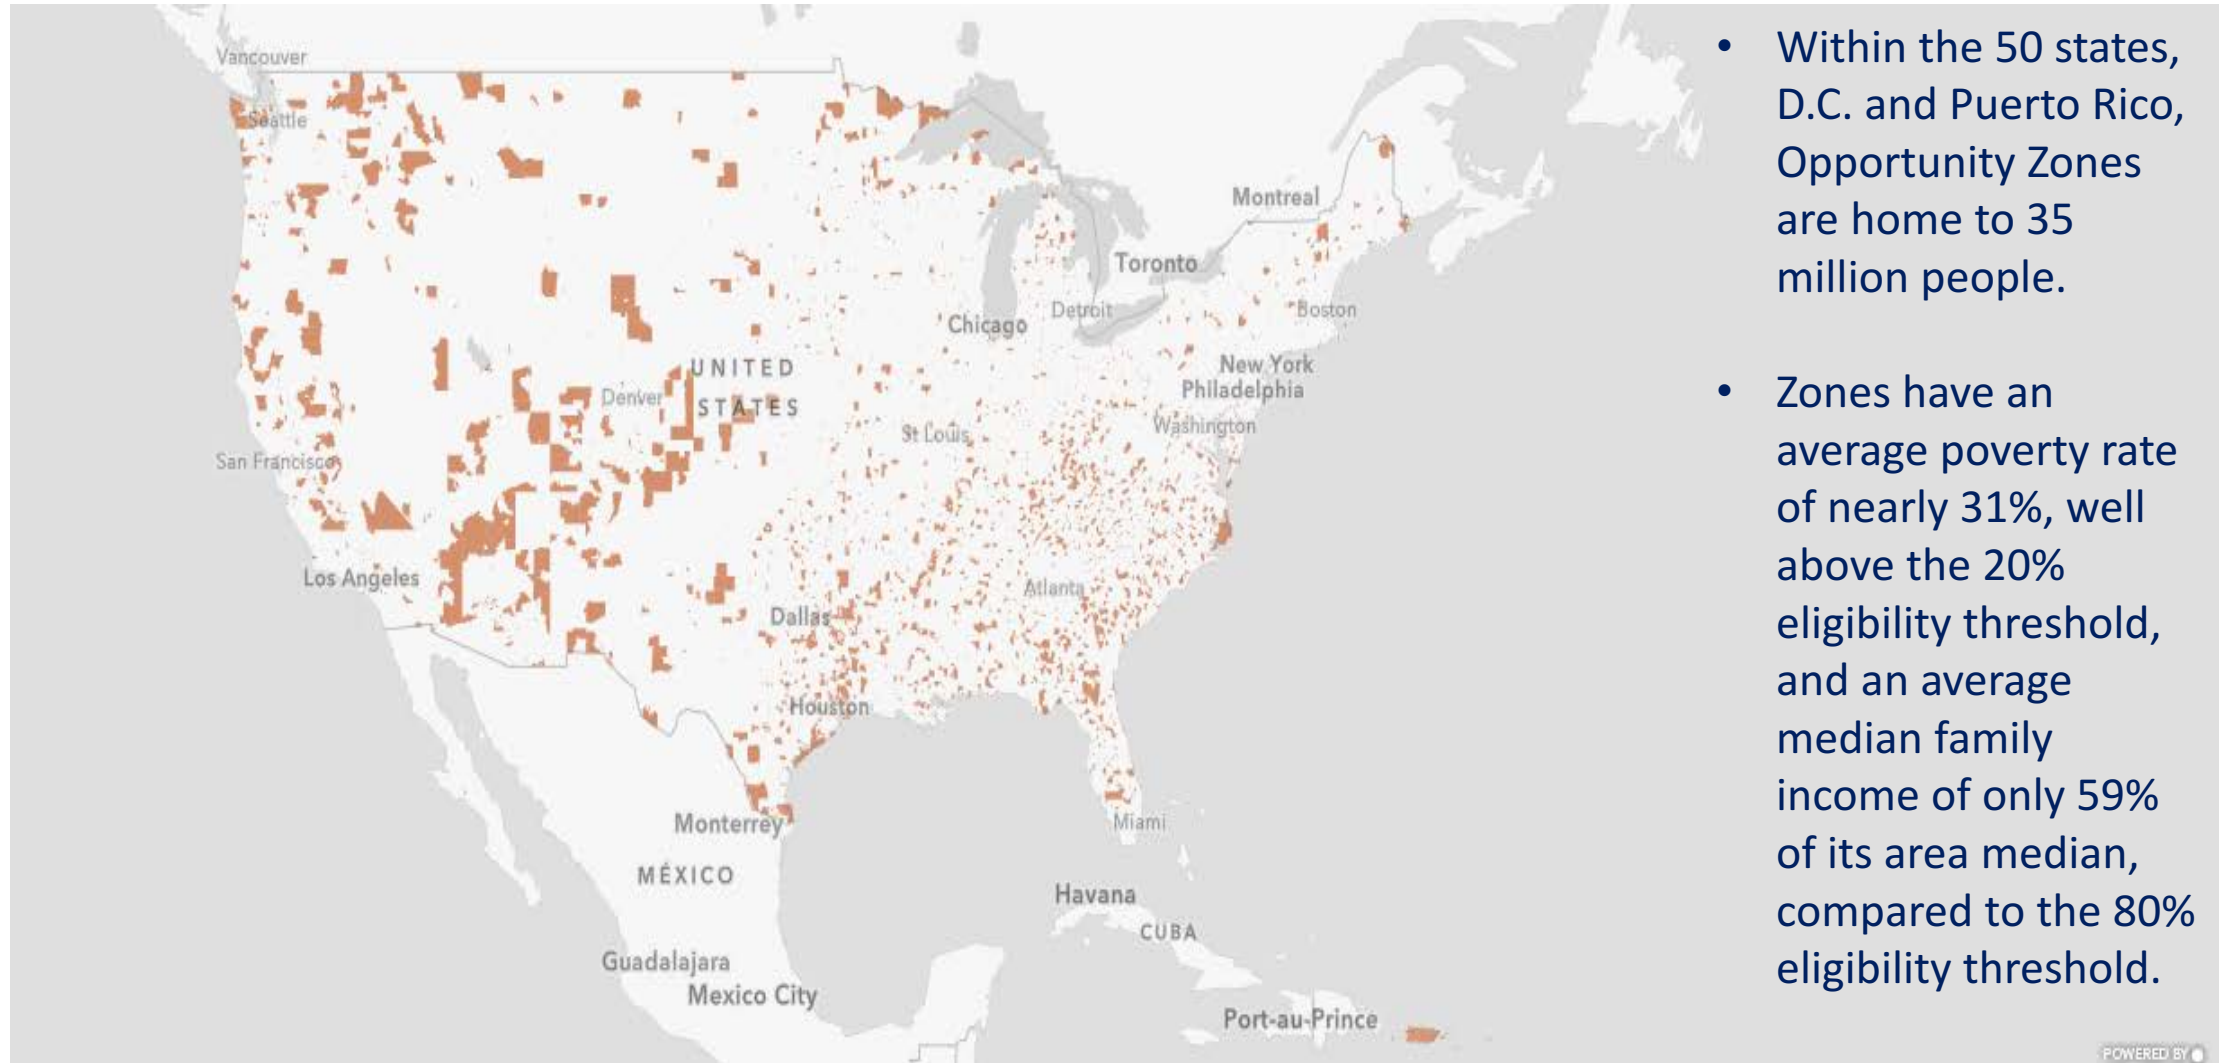 Vancouver
Seattle
Montreal
Toronto
Detroit
Boston
Chicago
New York
UNITED
Philadelphia
Denver
STATES
Washington
St Louis
San Francisco
Los Angeles
Atlanta
Dallas
Houston
Monterrey
Miami
MÉXICO
Havana
CUBA
Guadalajara
Mexico City
Port-au-Prince
• Within the 50 states,
D.C. and Puerto Rico,
Opportunity Zones
are home to 35
million people.
• Zones have an
average poverty rate
of nearly 31%, well
above the 20%
eligibility threshold,
and an average
median family
income of only 59%
of its area median,
compared to the 80%
eligibility threshold.
POWERED BY